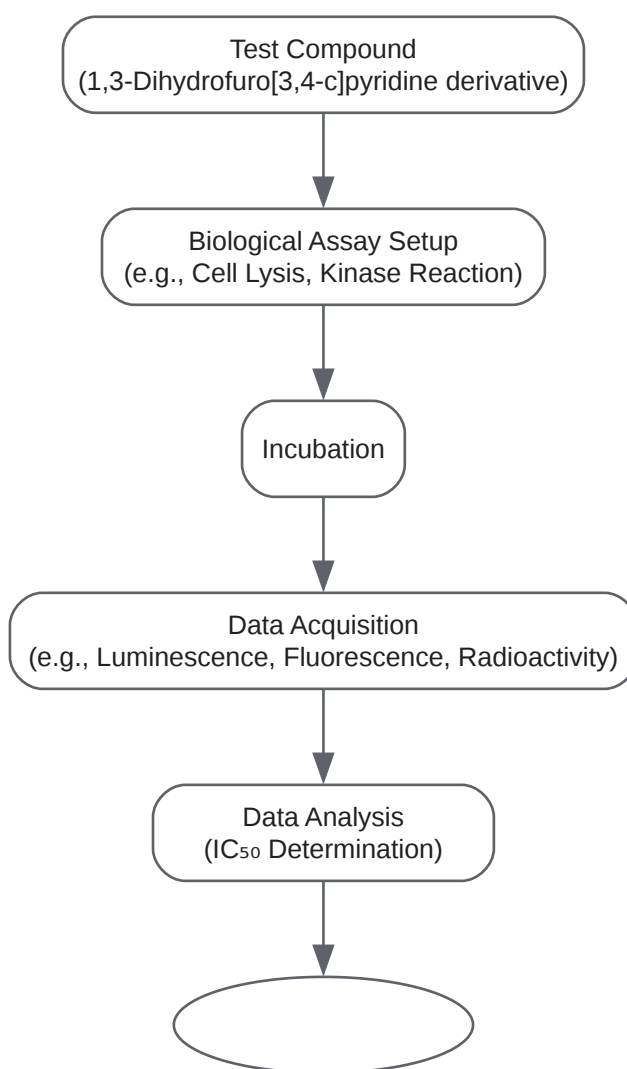 Test Compound
(1,3-Dihydrofuro[3,4-c]pyridine derivative)
Biological Assay Setup
(e.g., Cell Lysis, Kinase Reaction)
Incubation
Data Acquisition
(e.g., Luminescence, Fluorescence, Radioactivity)
Data Analysis
(IC₅₀ Determination)